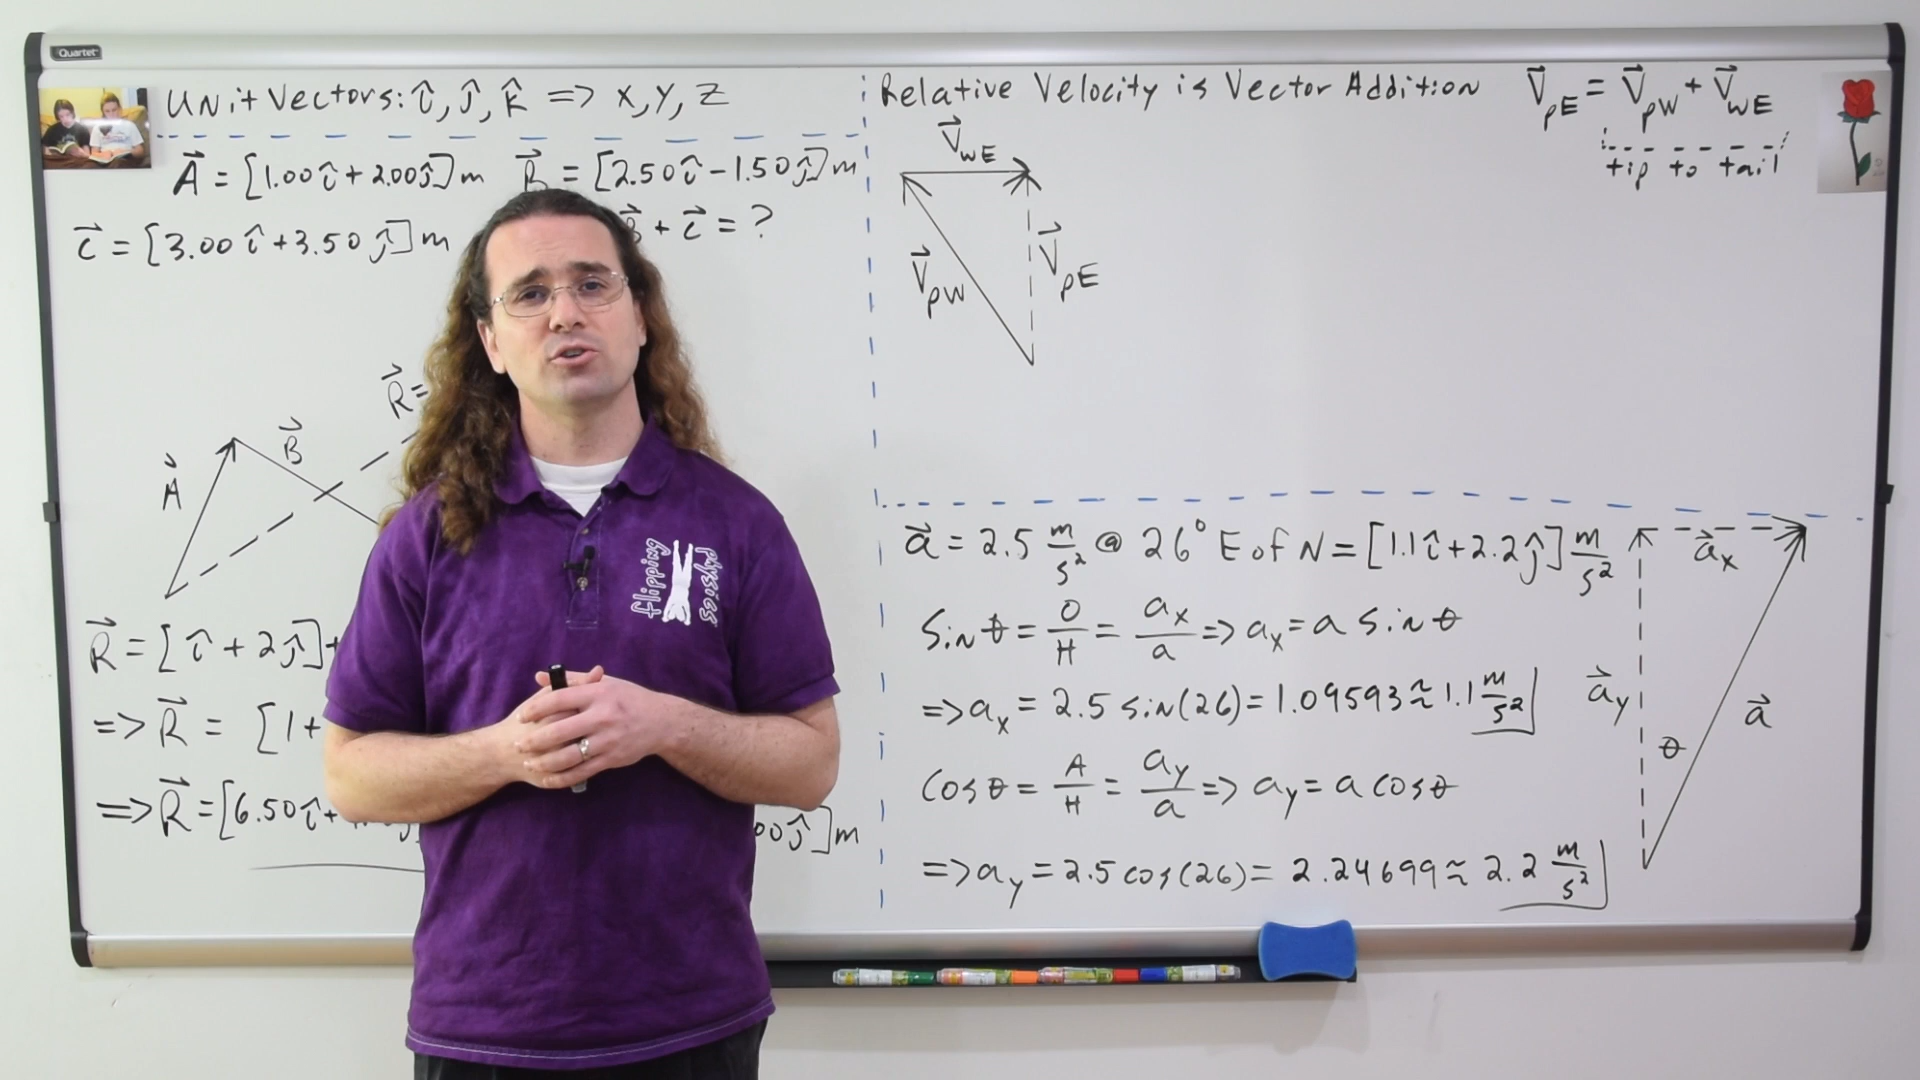 Quartet
Unit Vectors: î, ĵ, k̂ => x, y, z
A⃗ = [1.00î + 2.00ĵ]m B⃗ = [2.50î - 1.50ĵ]m
C⃗ = [3.00î + 3.50ĵ]m B⃗ + C⃗ = ?
R⃗ =
B⃗
A⃗
R⃗ = [î + 2ĵ] +
=> R⃗ = [1 +
=> R⃗ = [6.50î + 00ĵ]m
Relative Velocity is Vector Addition V⃗pE = V⃗pW + V⃗WE
tip to tail
V⃗WE
V⃗pW V⃗pE
a⃗ = 2.5 m/s² @ 26° E of N = [1.1î + 2.2ĵ] m/s²
sin θ = O/H = ax/a => ax = a sin θ
=> ax = 2.5 sin(26) = 1.09593 ≈ 1.1 m/s²
cos θ = A/H = ay/a => ay = a cos θ
=> ay = 2.5 cos(26) = 2.24699 ≈ 2.2 m/s²
a⃗x
a⃗y
a⃗
θ
flipping
physics